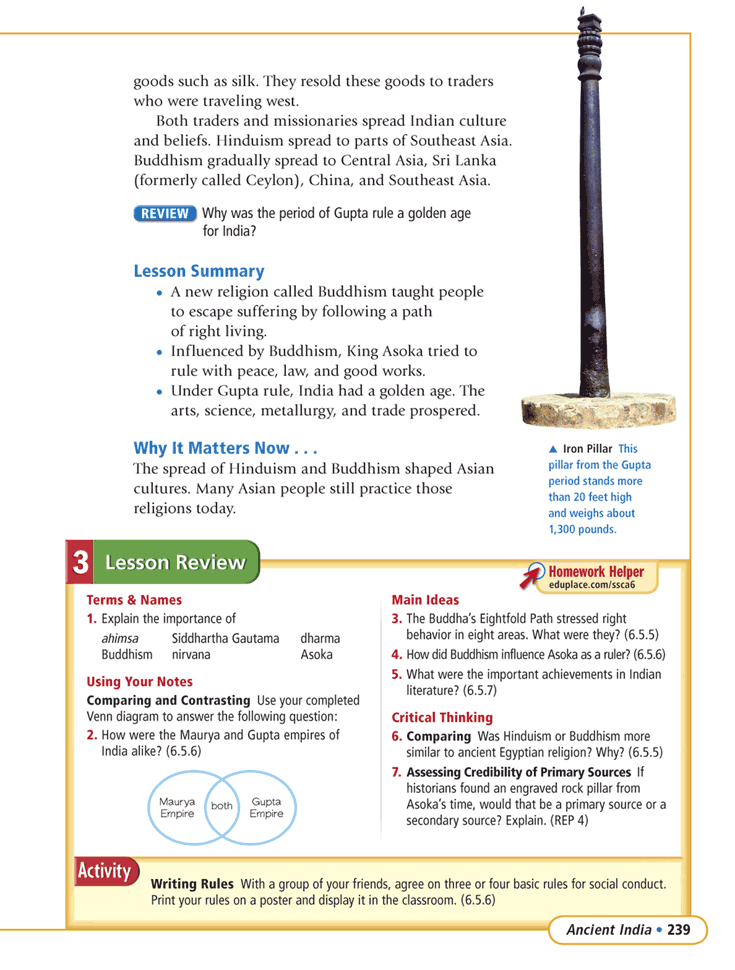 goods such as silk. They resold these goods to traders
who were traveling west.
Both traders and missionaries spread Indian culture
and beliefs. Hinduism spread to parts of Southeast Asia.
Buddhism gradually spread to Central Asia, Sri Lanka
(formerly called Ceylon), China, and Southeast Asia.
REVIEW Why was the period of Gupta rule a golden age
for India?
Lesson Summary
• A new religion called Buddhism taught people
to escape suffering by following a path
of right living.
• Influenced by Buddhism, King Asoka tried to
rule with peace, law, and good works.
• Under Gupta rule, India had a golden age. The
arts, science, metallurgy, and trade prospered.
Why It Matters Now . . .
The spread of Hinduism and Buddhism shaped Asian
cultures. Many Asian people still practice those
religions today.
▲ Iron Pillar This
pillar from the Gupta
period stands more
than 20 feet high
and weighs about
1,300 pounds.
3 Lesson Review
Homework Helper
eduplace.com/ssca6
Terms & Names
1. Explain the importance of
ahimsa Siddhartha Gautama dharma
Buddhism nirvana Asoka
Using Your Notes
Comparing and Contrasting Use your completed
Venn diagram to answer the following question:
2. How were the Maurya and Gupta empires of
India alike? (6.5.6)
Maurya
Empire
both
Gupta
Empire
Main Ideas
3. The Buddha's Eightfold Path stressed right
behavior in eight areas. What were they? (6.5.5)
4. How did Buddhism influence Asoka as a ruler? (6.5.6)
5. What were the important achievements in Indian
literature? (6.5.7)
Critical Thinking
6. Comparing Was Hinduism or Buddhism more
similar to ancient Egyptian religion? Why? (6.5.5)
7. Assessing Credibility of Primary Sources If
historians found an engraved rock pillar from
Asoka's time, would that be a primary source or a
secondary source? Explain. (REP 4)
Activity
Writing Rules With a group of your friends, agree on three or four basic rules for social conduct.
Print your rules on a poster and display it in the classroom. (6.5.6)
Ancient India • 239